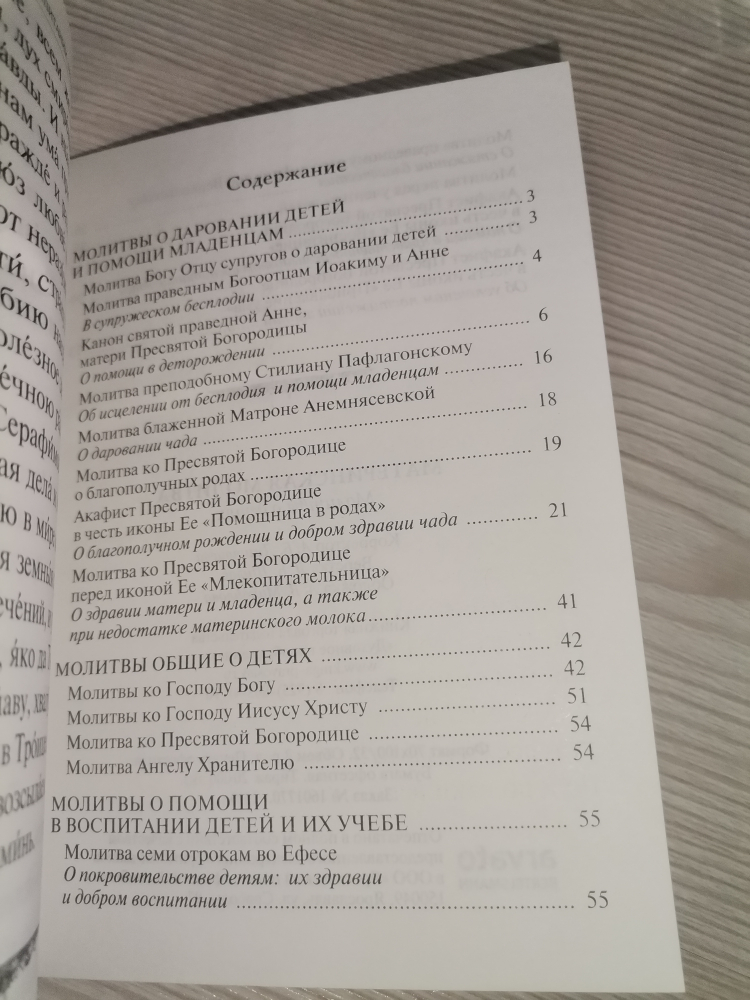 Содержание
МОЛИТВЫ О ДАРОВАНИИ ДЕТЕЙ
И ПОМОЩИ МЛАДЕНЦАМ ... 3
Молитва Богу Отцу супругов о даровании детей ... 3
Молитва праведным Богоотцам Иоакиму и Анне
В супружеском бесплодии ... 4
Канон святой праведной Анне,
матери Пресвятой Богородицы
О помощи в деторождении ... 6
Молитва преподобному Стилиану Пафлагонскому
Об исцелении от бесплодия и помощи младенцам ... 16
Молитва блаженной Матроне Анемнясевской
О даровании чада ... 18
Молитва ко Пресвятой Богородице
о благополучных родах ... 19
Акафист Пресвятой Богородице
в честь иконы Ее «Помощница в родах»
О благополучном рождении и добром здравии чада ... 21
Молитва ко Пресвятой Богородице
перед иконой Ее «Млекопитательница»
О здравии матери и младенца, а также
при недостатке материнского молока ... 41
МОЛИТВЫ ОБЩИЕ О ДЕТЯХ ... 42
Молитвы ко Господу Богу ... 42
Молитвы ко Господу Иисусу Христу ... 51
Молитва ко Пресвятой Богородице ... 54
Молитва Ангелу Хранителю ... 54
МОЛИТВЫ О ПОМОЩИ
В ВОСПИТАНИИ ДЕТЕЙ И ИХ УЧЕБЕ ... 55
Молитва семи отрокам во Ефесе
О покровительстве детям: их здравии
и добром воспитании ... 55